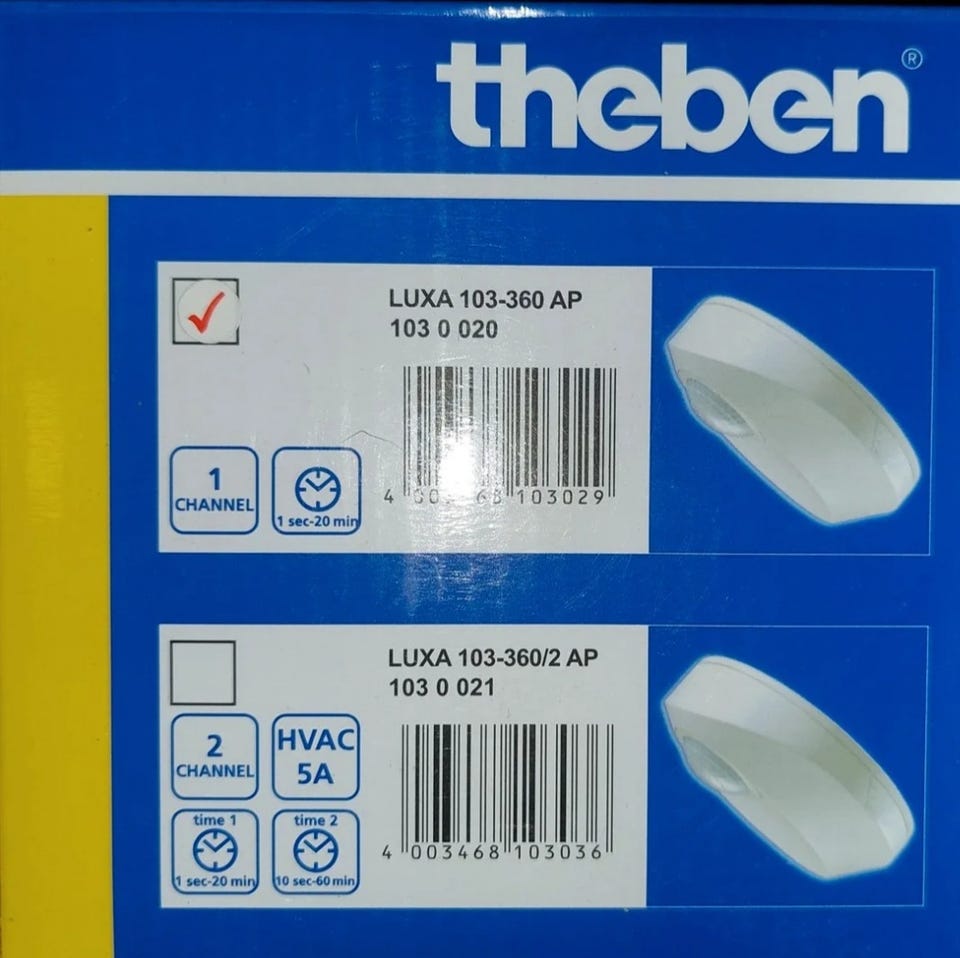 theben®
LUXA 103-360 AP
103 0 020
1
CHANNEL
1 sec-20 min
4 103029
LUXA 103-360/2 AP
103 0 021
2
CHANNEL
HVAC
5A
time 1
1 sec-20 min
time 2
10 sec-60 min
4 003468 103036